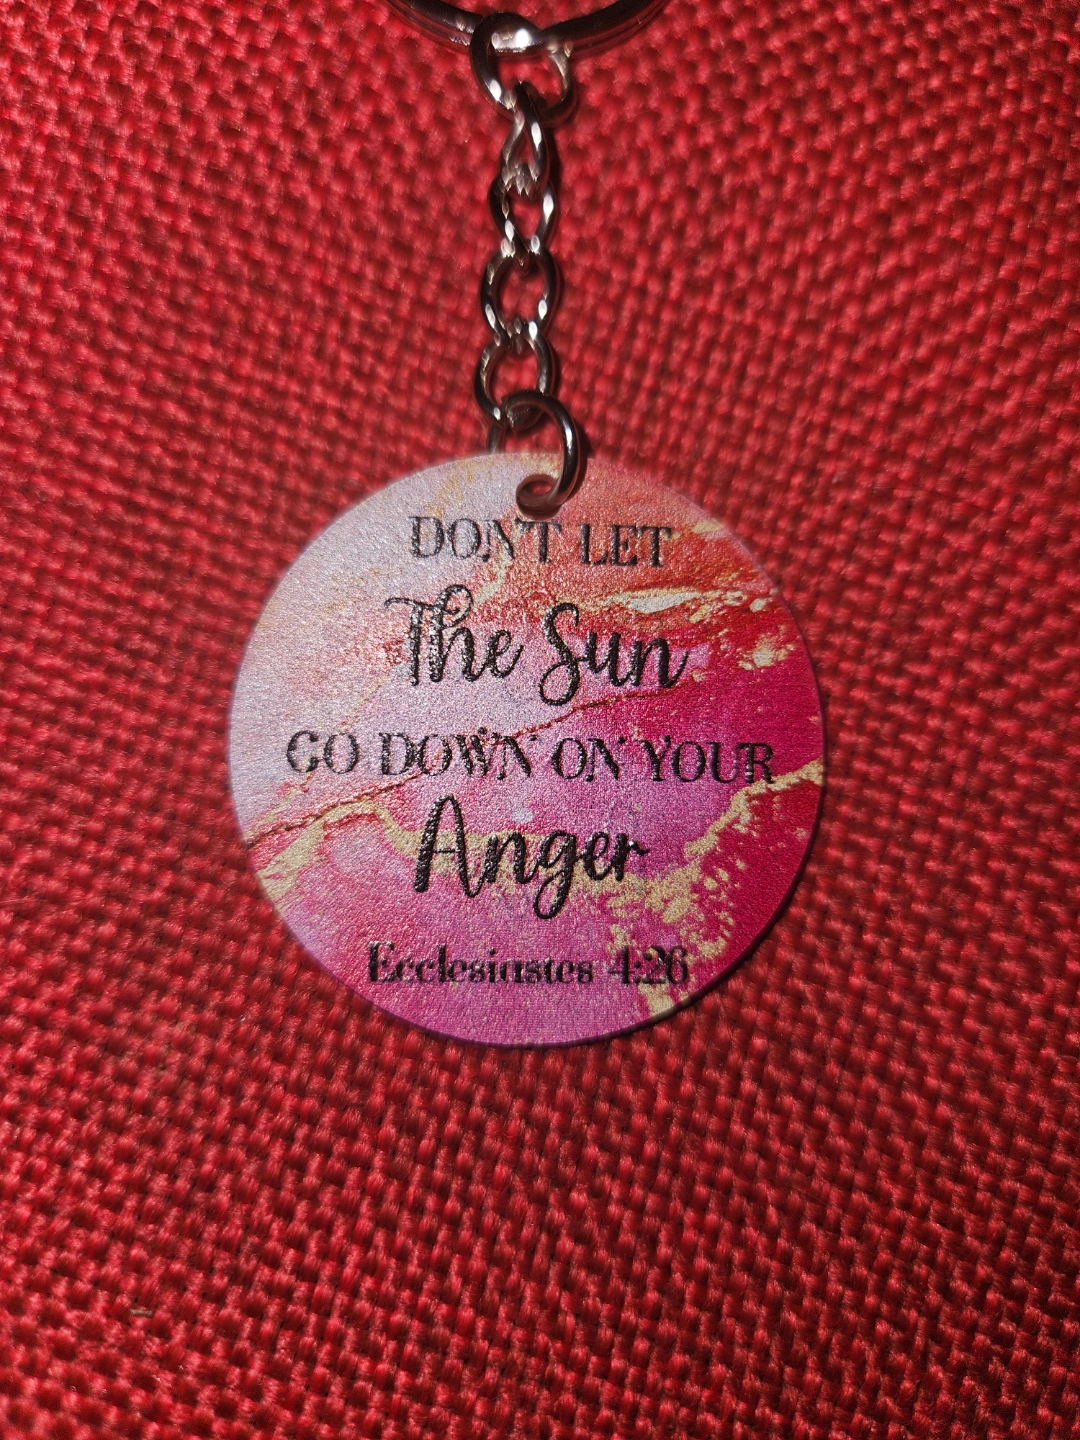 DON'T LET
The Sun
GO DOWN ON YOUR
Anger
Ecclesiastes 4:26